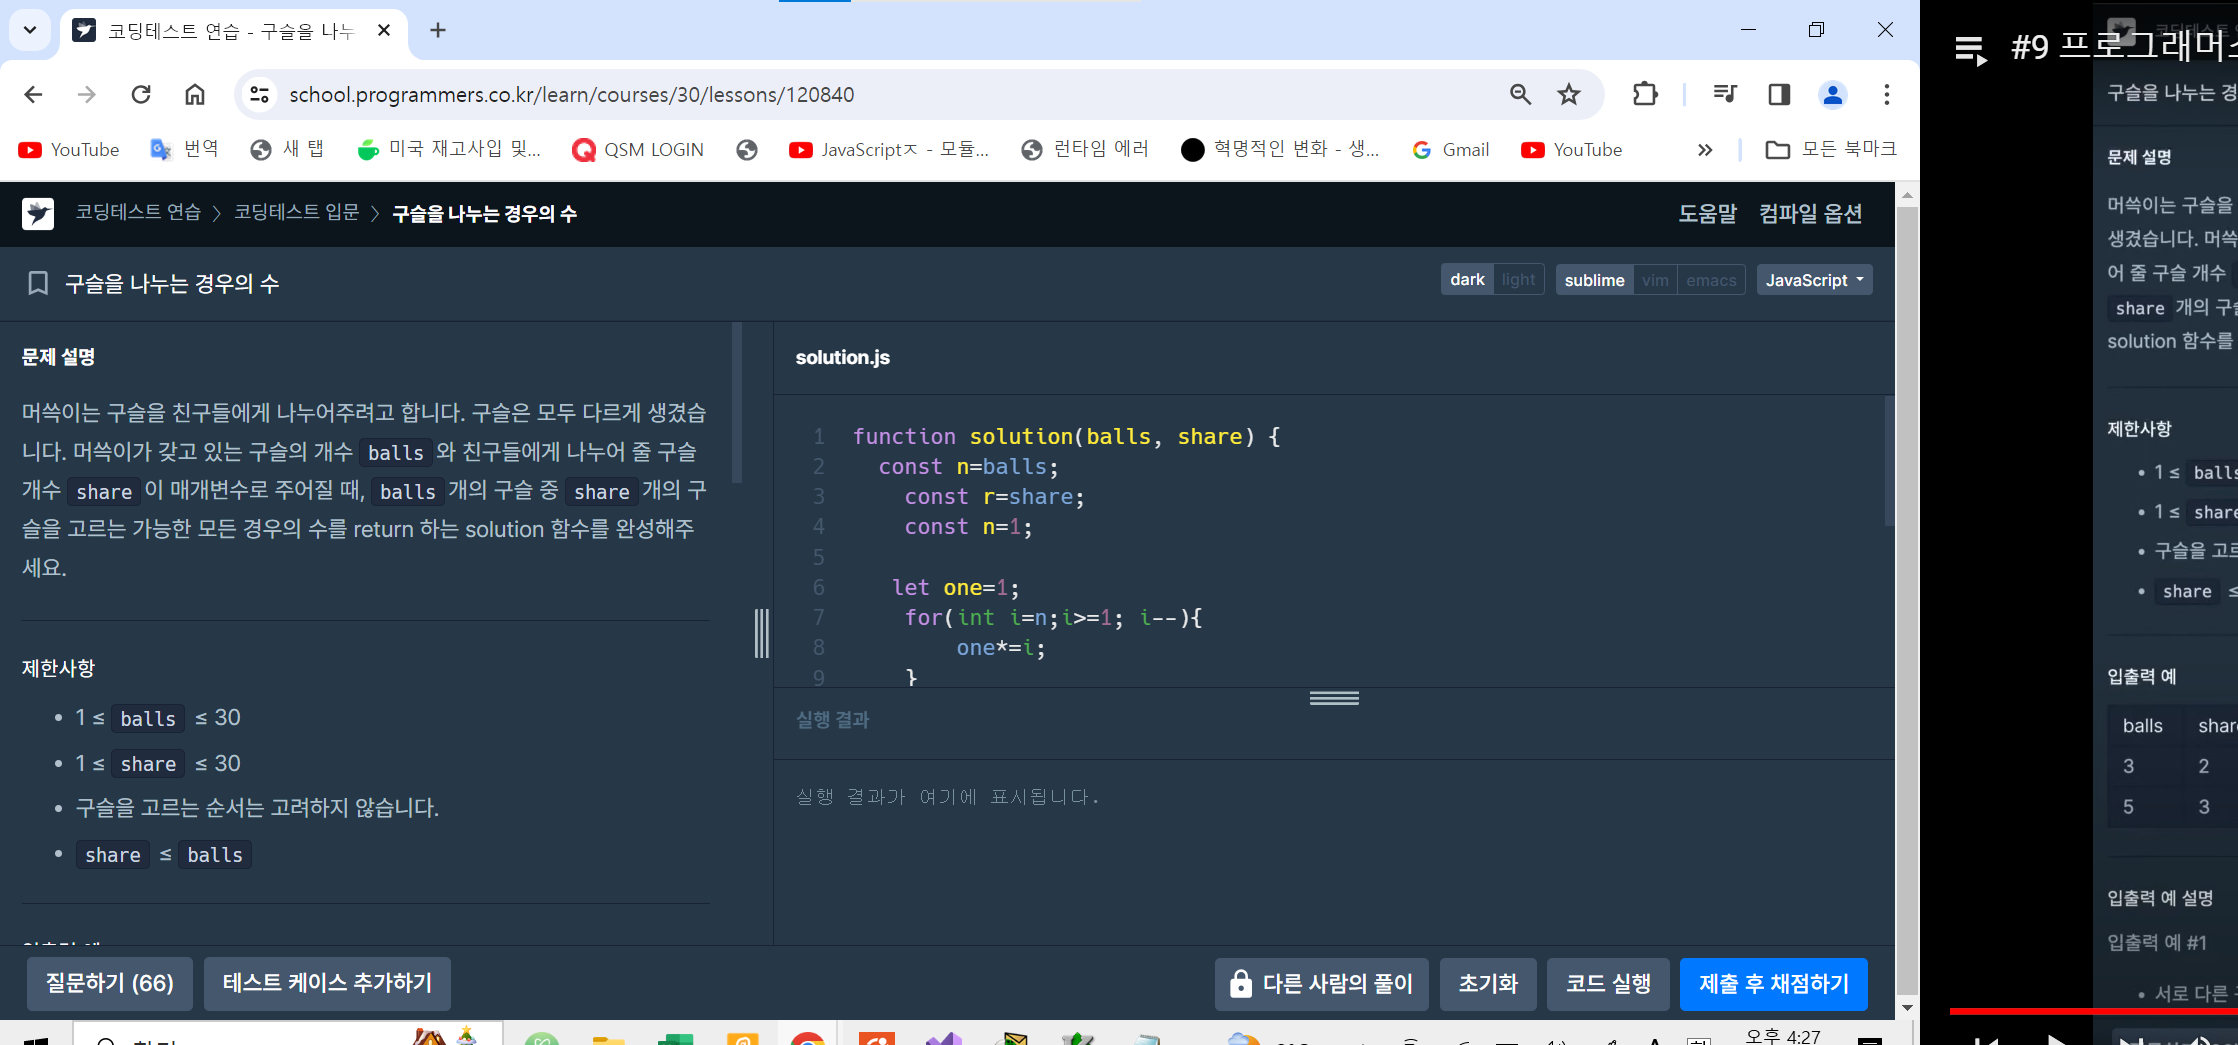 코딩테스트 연습 - 구슬을 나누
school.programmers.co.kr/learn/courses/30/lessons/120840
YouTube
번역
새 탭
미국 재고사입 및...
QSM LOGIN
JavaScriptㅈ - 모듈...
런타임 에러
혁명적인 변화 - 생...
Gmail
YouTube
모든 북마크
코딩테스트 연습 > 코딩테스트 입문 > 구슬을 나누는 경우의 수
도움말 컴파일 옵션
구슬을 나누는 경우의 수
dark light sublime vim emacs JavaScript
문제 설명
머쓱이는 구슬을 친구들에게 나누어주려고 합니다. 구슬은 모두 다르게 생겼습
니다. 머쓱이가 갖고 있는 구슬의 개수 balls 와 친구들에게 나누어 줄 구슬
개수 share 이 매개변수로 주어질 때, balls 개의 구슬 중 share 개의 구
슬을 고르는 가능한 모든 경우의 수를 return 하는 solution 함수를 완성해주
세요.
제한사항
• 1 ≤ balls ≤ 30
• 1 ≤ share ≤ 30
• 구슬을 고르는 순서는 고려하지 않습니다.
• share ≤ balls
solution.js
1 function solution(balls, share) {
2 const n=balls;
3 const r=share;
4 const n=1;
5
6 let one=1;
7 for(int i=n;i>=1; i--){
8 one*=i;
9 }
실행 결과
실행 결과가 여기에 표시됩니다.
질문하기 (66)
테스트 케이스 추가하기
다른 사람의 풀이
초기화
코드 실행
제출 후 채점하기
오후 4:27
#9 프로그래머
구슬을 나누는 경
문제 설명
머쓱이는 구슬을
생겼습니다. 머쓱
어 줄 구슬 개수
share 개의 구
solution 함수를
제한사항
• 1 ≤ balls
• 1 ≤ share
• 구슬을 고르
• share ≤
입출력 예
balls shar
3 2
5 3
입출력 예 설명
입출력 예 #1
• 서로 다른